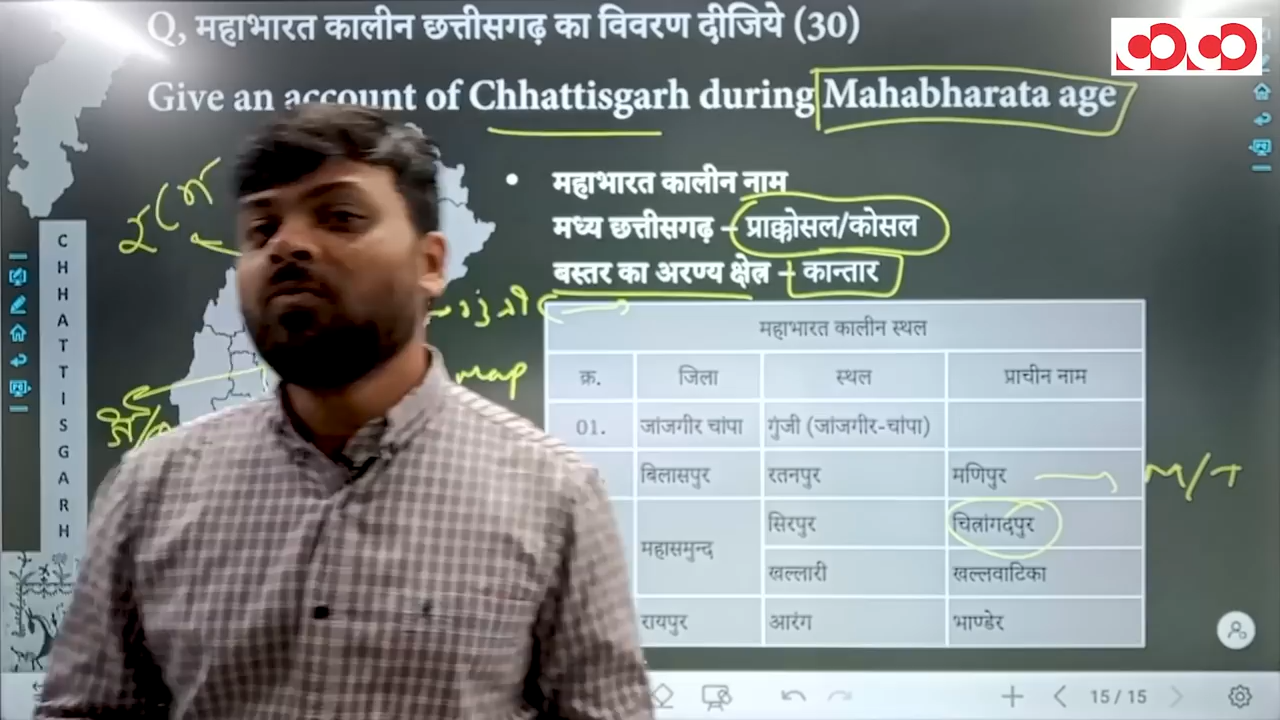 Q, महाभारत कालीन छत्तीसगढ़ का विवरण दीजिये (30)
Give an account of Chhattisgarh during Mahabharata age
• महाभारत कालीन नाम
मध्य छत्तीसगढ़ – प्राक्कोसल/कोसल
बस्तर का अरण्य क्षेत्र – कान्तार
CHHATTISGARH
map
महाभारत कालीन स्थल
क्र. जिला स्थल प्राचीन नाम
01. जांजगीर चांपा गुंजी (जांजगीर-चांपा)
बिलासपुर रतनपुर मणिपुर M/T
महासमुन्द सिरपुर चित्रांगदपुर
खल्लारी खल्लवाटिका
रायपुर आरंग भाण्डेर
15 / 15